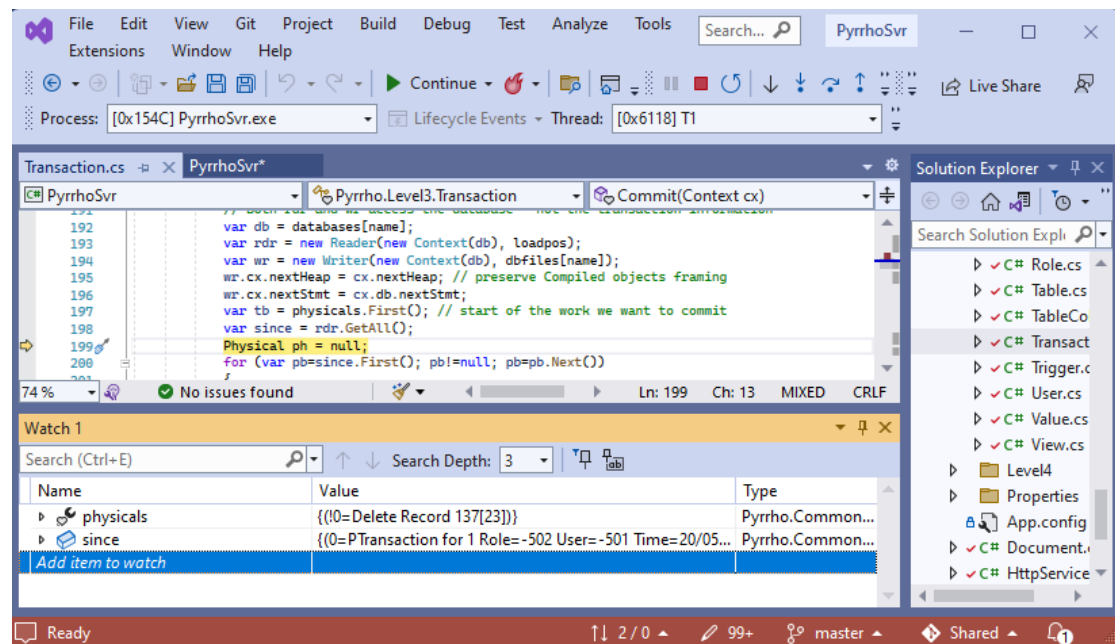 File Edit View Git Project Build Debug Test Analyze Tools Search... PyrrhoSvr
Extensions Window Help
Continue Live Share
Process: [0x154C] PyrrhoSvr.exe Lifecycle Events Thread: [0x6118] T1
Transaction.cs PyrrhoSvr* Solution Explorer
C# PyrrhoSvr Pyrrho.Level3.Transaction Commit(Context cx)
192 var db = databases[name];
193 var rdr = new Reader(new Context(db), loadpos);
194 var wr = new Writer(new Context(db), dbfiles[name]);
195 wr.cx.nextHeap = cx.nextHeap; // preserve Compiled objects framing
196 wr.cx.nextStmt = cx.db.nextStmt;
197 var tb = physicals.First(); // start of the work we want to commit
198 var since = rdr.GetAll();
199 Physical ph = null;
200 for (var pb=since.First(); pb!=null; pb=pb.Next())
74 % No issues found Ln: 199 Ch: 13 MIXED CRLF
Search Solution Explo
C# Role.cs
C# Table.cs
C# TableCo
C# Transact
C# Trigger.c
C# User.cs
C# Value.cs
C# View.cs
Level4
Properties
App.config
C# Document.
C# HttpService
Watch 1
Search (Ctrl+E) Search Depth: 3
Name Value Type
physicals {(!0=Delete Record 137[23])} Pyrrho.Common...
since {(0=PTransaction for 1 Role=-502 User=-501 Time=20/05... Pyrrho.Common...
Add item to watch
Ready 2 / 0 99+ master Shared 1